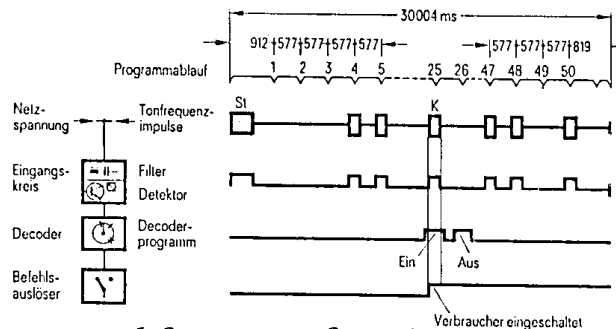 30004 ms
912 577 577 577 577 577 577 577 819
Programmablauf 1 2 3 4 5 25 26 47 48 49 50
Netz-
spannung
Tonfrequenz-
impulse
St
K
Eingangs-
kreis
Filter
Detektor
Decoder
Decoder-
programm
Ein
Aus
Befehls-
auslöser
Verbraucher eingeschaltet